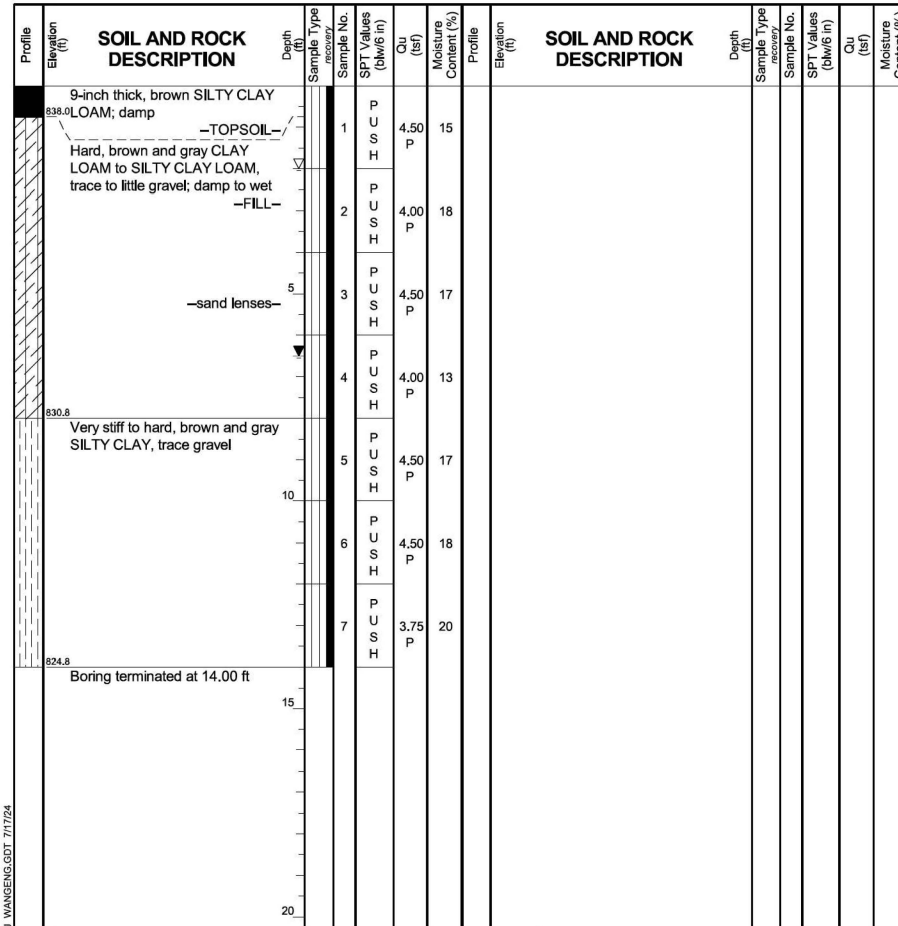 Profile
Elevation
(ft)
SOIL AND ROCK
DESCRIPTION
Depth
(ft)
Sample Type
recovery
Sample No.
SPT Values
(blw/6 in)
Qu
(tsf)
Moisture
Content (%)
Profile
Elevation
(ft)
SOIL AND ROCK
DESCRIPTION
Depth
(ft)
Sample Type
recovery
Sample No.
SPT Values
(blw/6 in)
Qu
(tsf)
Moisture
Content (%)
9-inch thick, brown SILTY CLAY
838.0 LOAM; damp
--TOPSOIL--
1 PUSH 4.50 P 15
Hard, brown and gray CLAY
LOAM to SILTY CLAY LOAM,
trace to little gravel; damp to wet
--FILL--
2 PUSH 4.00 P 18
5
--sand lenses--
3 PUSH 4.50 P 17
4 PUSH 4.00 P 13
830.8
Very stiff to hard, brown and gray
SILTY CLAY, trace gravel
5 PUSH 4.50 P 17
10
6 PUSH 4.50 P 18
7 PUSH 3.75 P 20
824.8
Boring terminated at 14.00 ft
15
20
WANGENG.GDT 7/17/24